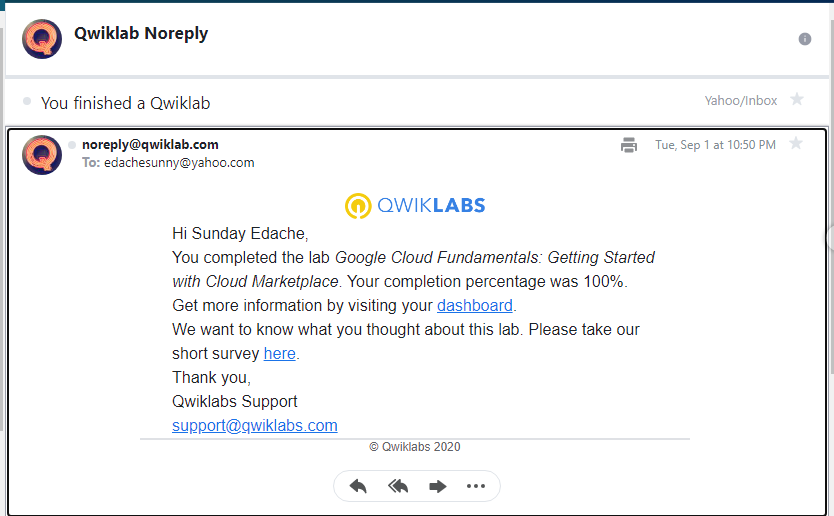 Qwiklab Noreply
You finished a Qwiklab
Yahoo/Inbox
noreply@qwiklab.com
Tue, Sep 1 at 10:50 PM
To: edachesunny@yahoo.com
QWIKLABS
Hi Sunday Edache,
You completed the lab Google Cloud Fundamentals: Getting Started
with Cloud Marketplace. Your completion percentage was 100%.
Get more information by visiting your dashboard.
We want to know what you thought about this lab. Please take our
short survey here.
Thank you,
Qwiklabs Support
support@qwiklabs.com
© Qwiklabs 2020